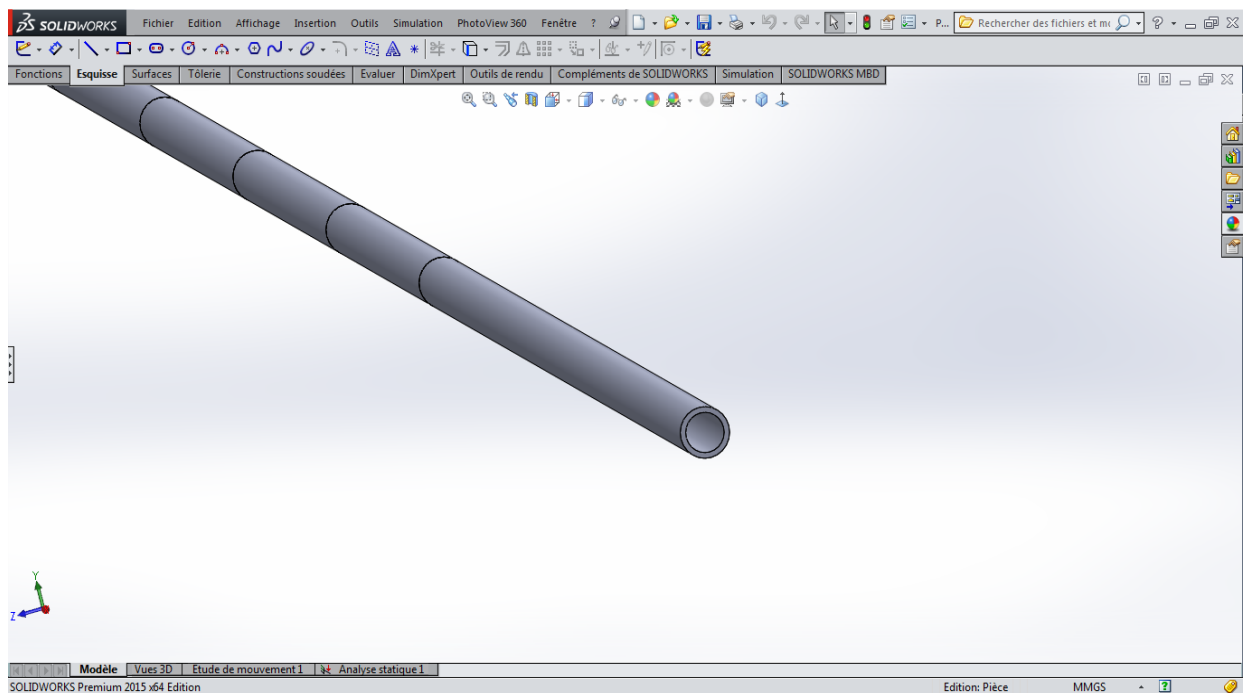 SOLIDWORKS Fichier Edition Affichage Insertion Outils Simulation PhotoView 360 Fenêtre ? P... Rechercher des fichiers et mo ?
Fonctions Esquisse Surfaces Tôlerie Constructions soudées Evaluer DimXpert Outils de rendu Compléments de SOLIDWORKS Simulation SOLIDWORKS MBD
Y
Z
Modèle Vues 3D Etude de mouvement 1 Analyse statique 1
SOLIDWORKS Premium 2015 x64 Edition Edition: Pièce MMGS ?